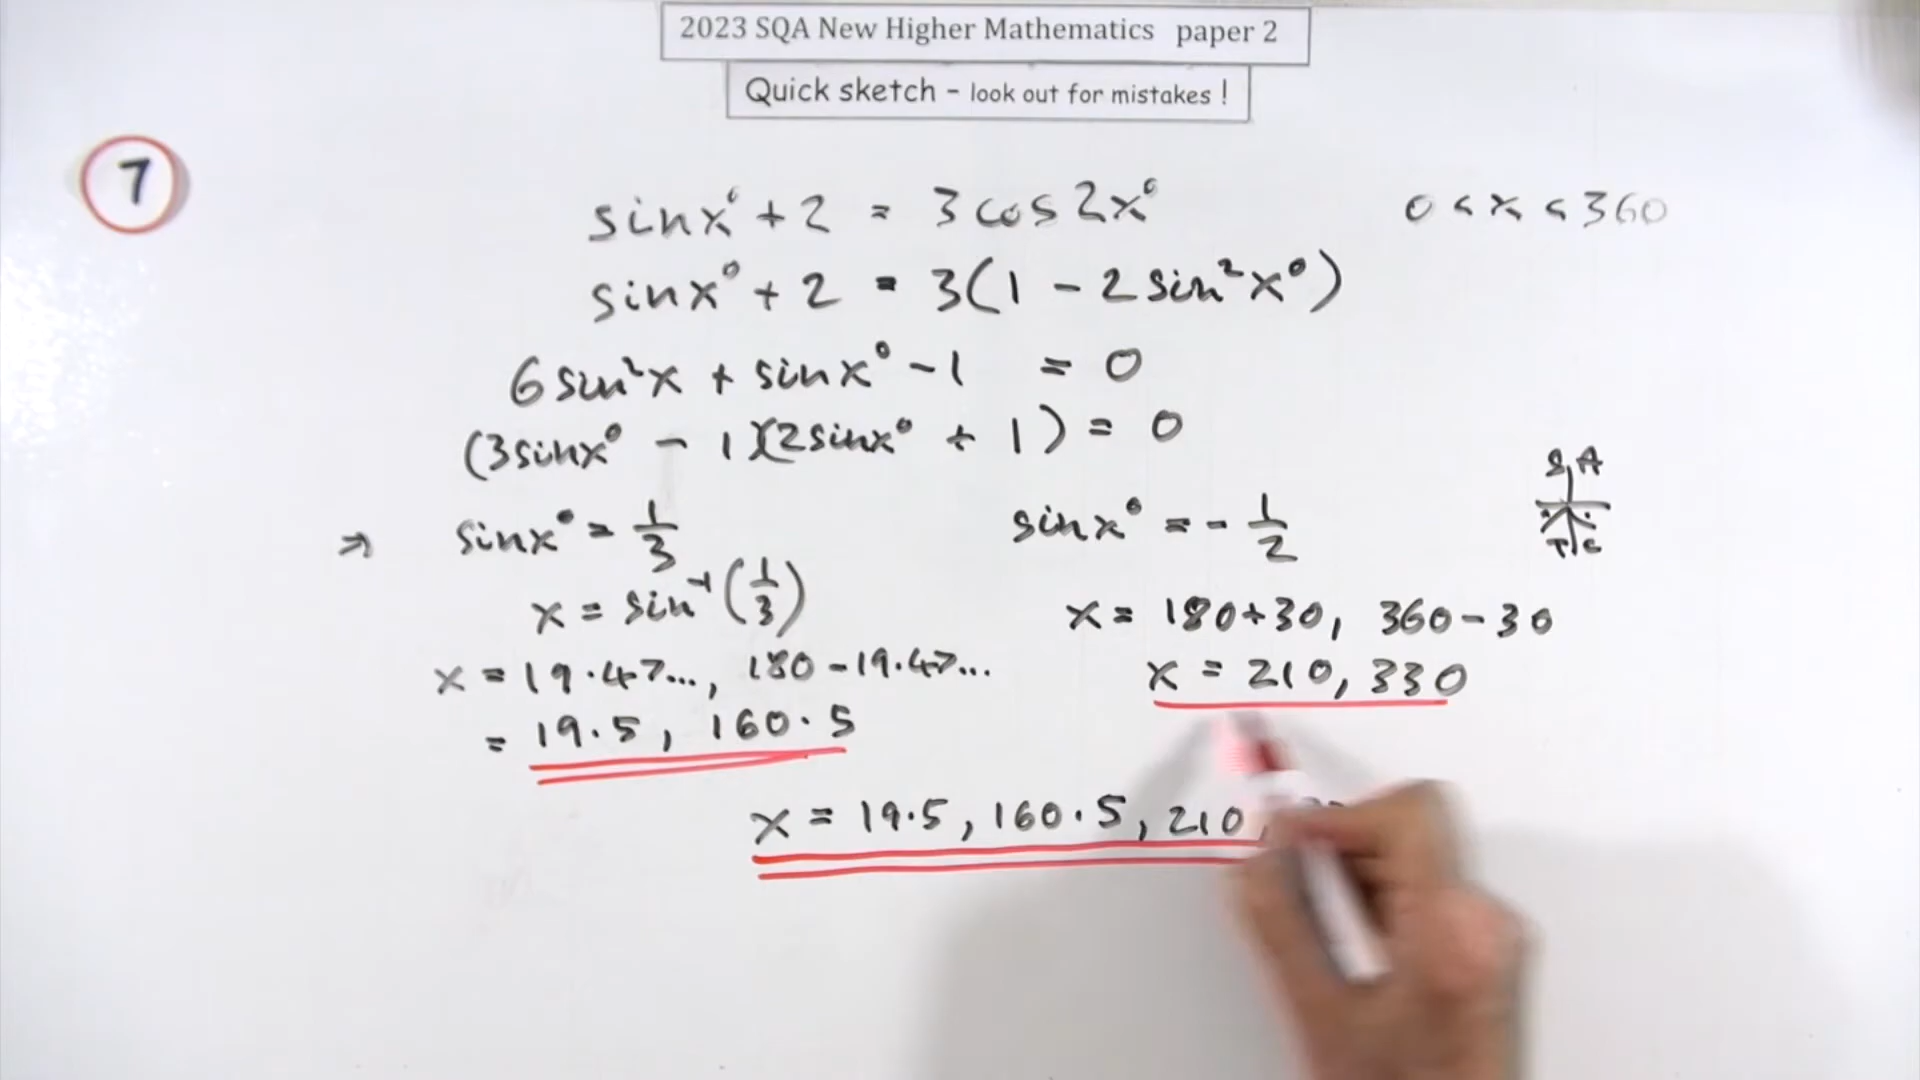 2023 SQA New Higher Mathematics paper 2
Quick sketch - look out for mistakes !
7
sinx° + 2 = 3cos2x° 0 < x < 360
sinx° + 2 = 3(1 - 2sin²x°)
6sin²x + sinx° - 1 = 0
(3sinx° - 1)(2sinx° + 1) = 0
S A
T C
⇒ sinx° = 1/3 sinx° = - 1/2
x = sin⁻¹(1/3) x = 180+30, 360-30
x = 19.47..., 180-19.47... x = 210, 330
= 19.5, 160.5
x = 19.5, 160.5, 210,